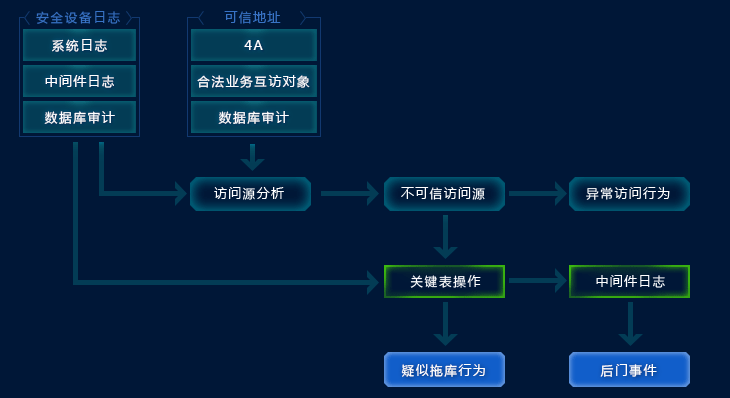 安全设备日志
系统日志
中间件日志
数据库审计
可信地址
4A
合法业务互访对象
数据库审计
访问源分析
不可信访问源
异常访问行为
关键表操作
中间件日志
疑似拖库行为
后门事件